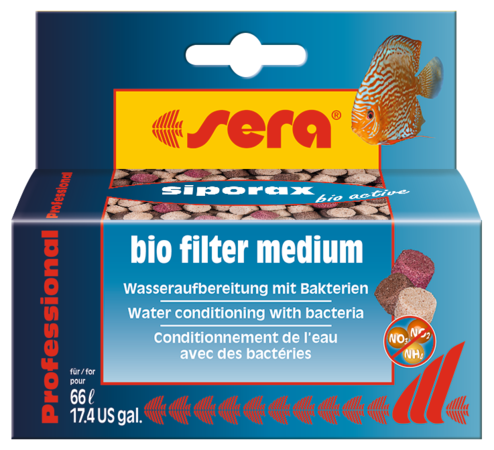 sera®
siporax
bio active
Professional
Professional
bio filter medium
Wasseraufbereitung mit Bakterien
Water conditioning with bacteria
Conditionnement de l'eau
avec des bactéries
NO₃ NO₂
NH₄
für / for
pour
66 ℓ
17.4 US gal.